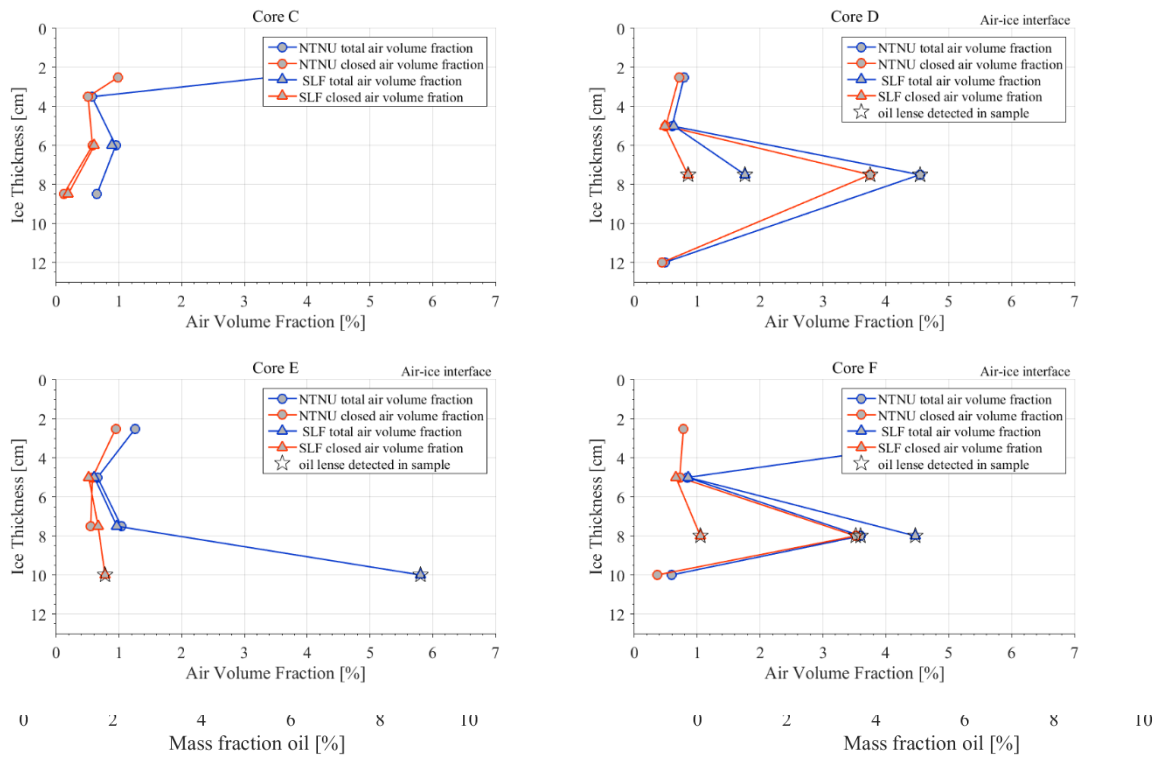 Core C
0
2
4
6
8
10
12
Ice Thickness [cm]
NTNU total air volume fraction
NTNU closed air volume fraction
SLF total air volume fraction
SLF closed air volume fration
0 1 2 3 4 5 6 7
Air Volume Fraction [%]
Core D
Air-ice interface
0
2
4
6
8
10
12
Ice Thickness [cm]
NTNU total air volume fraction
NTNU closed air volume fraction
SLF total air volume fraction
SLF closed air volume fration
oil lense detected in sample
0 1 2 3 4 5 6 7
Air Volume Fraction [%]
Core E
Air-ice interface
0
2
4
6
8
10
12
Ice Thickness [cm]
NTNU total air volume fraction
NTNU closed air volume fraction
SLF total air volume fraction
SLF closed air volume fration
oil lense detected in sample
0 1 2 3 4 5 6 7
Air Volume Fraction [%]
Core F
Air-ice interface
0
2
4
6
8
10
12
Ice Thickness [cm]
NTNU total air volume fraction
NTNU closed air volume fraction
SLF total air volume fraction
SLF closed air volume fration
oil lense detected in sample
0 1 2 3 4 5 6 7
Air Volume Fraction [%]
0 2 4 6 8 10
Mass fraction oil [%]
0 2 4 6 8 10
Mass fraction oil [%]